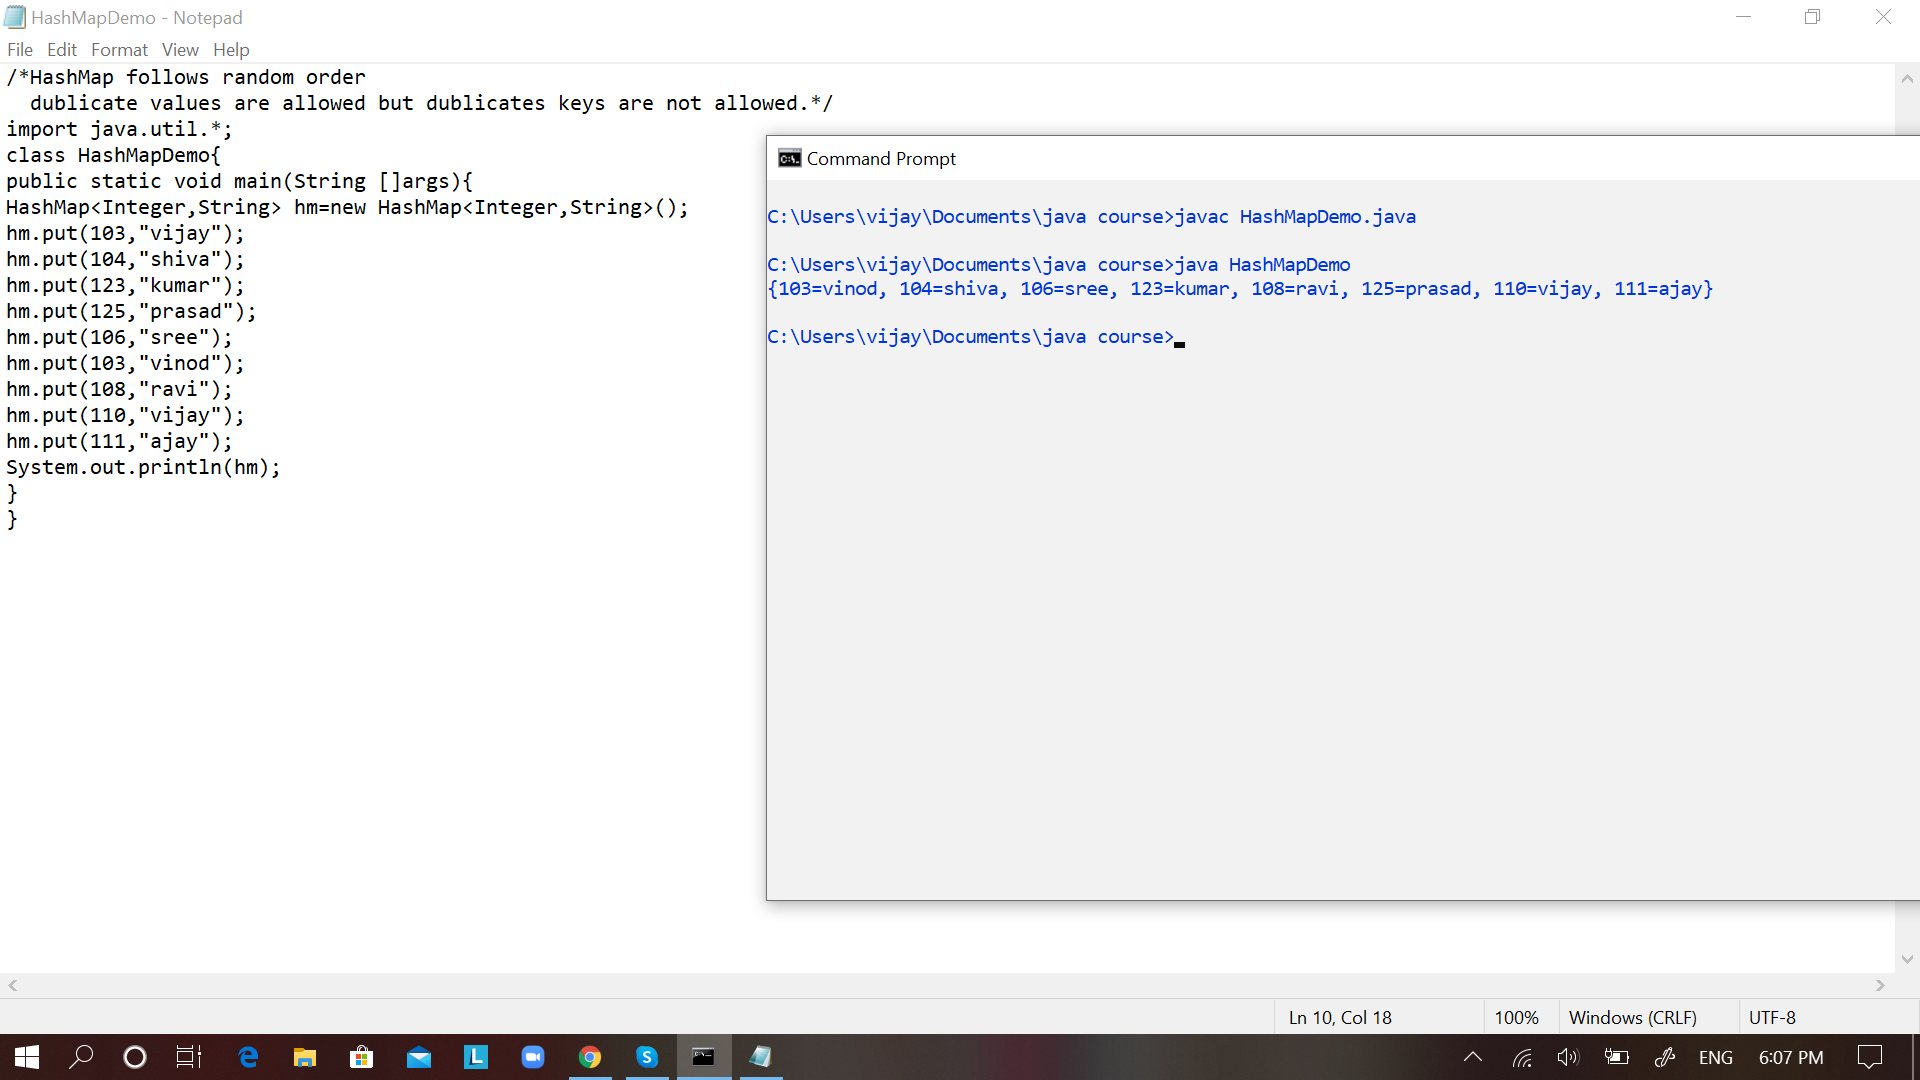 HashMapDemo - Notepad
File Edit Format View Help
/*HashMap follows random order
  dublicate values are allowed but dublicates keys are not allowed.*/
import java.util.*;
class HashMapDemo{
public static void main(String []args){
HashMap<Integer,String> hm=new HashMap<Integer,String>();
hm.put(103,"vijay");
hm.put(104,"shiva");
hm.put(123,"kumar");
hm.put(125,"prasad");
hm.put(106,"sree");
hm.put(103,"vinod");
hm.put(108,"ravi");
hm.put(110,"vijay");
hm.put(111,"ajay");
System.out.println(hm);
}
}
Command Prompt
C:\Users\vijay\Documents\java course>javac HashMapDemo.java
C:\Users\vijay\Documents\java course>java HashMapDemo
{103=vinod, 104=shiva, 106=sree, 123=kumar, 108=ravi, 125=prasad, 110=vijay, 111=ajay}
C:\Users\vijay\Documents\java course>
Ln 10, Col 18 100% Windows (CRLF) UTF-8
ENG 6:07 PM